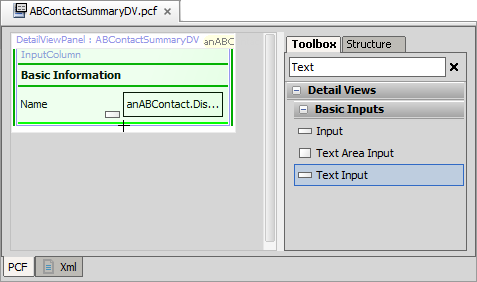 ABContactSummaryDV.pcf
DetailViewPanel : ABContactSummaryDV anABC
InputColumn
Basic Information
Name anABContact.Dis...
Toolbox Structure
Text
Detail Views
Basic Inputs
Input
Text Area Input
Text Input
PCF Xml